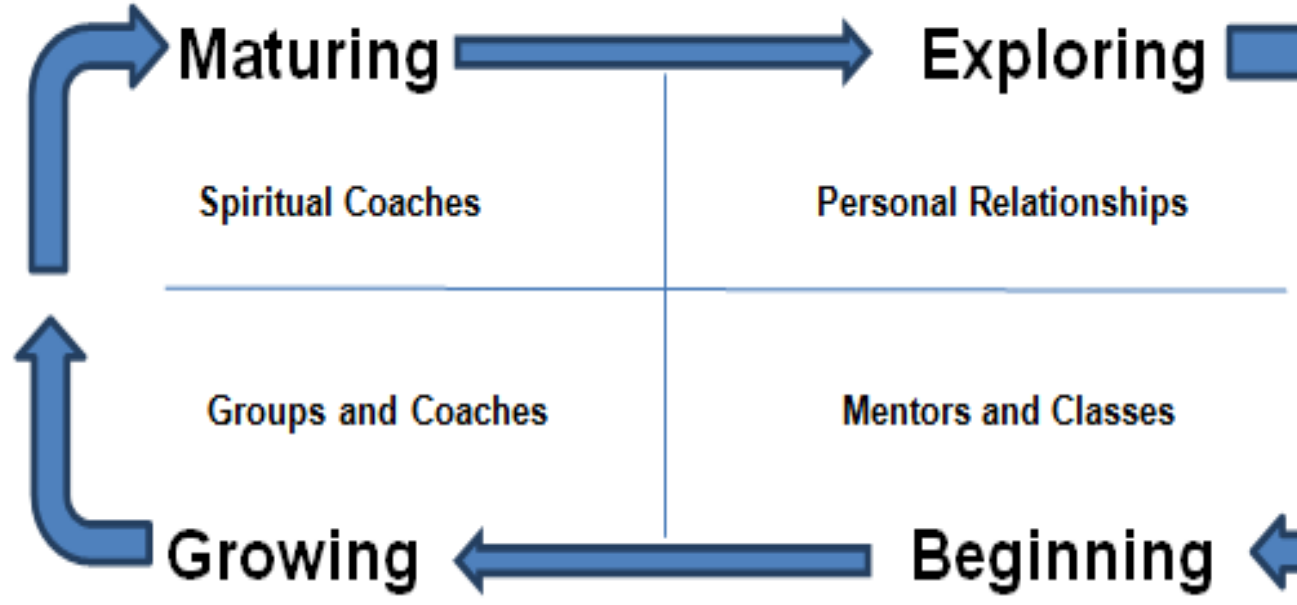 Maturing
Exploring
Spiritual Coaches
Personal Relationships
Groups and Coaches
Mentors and Classes
Growing
Beginning